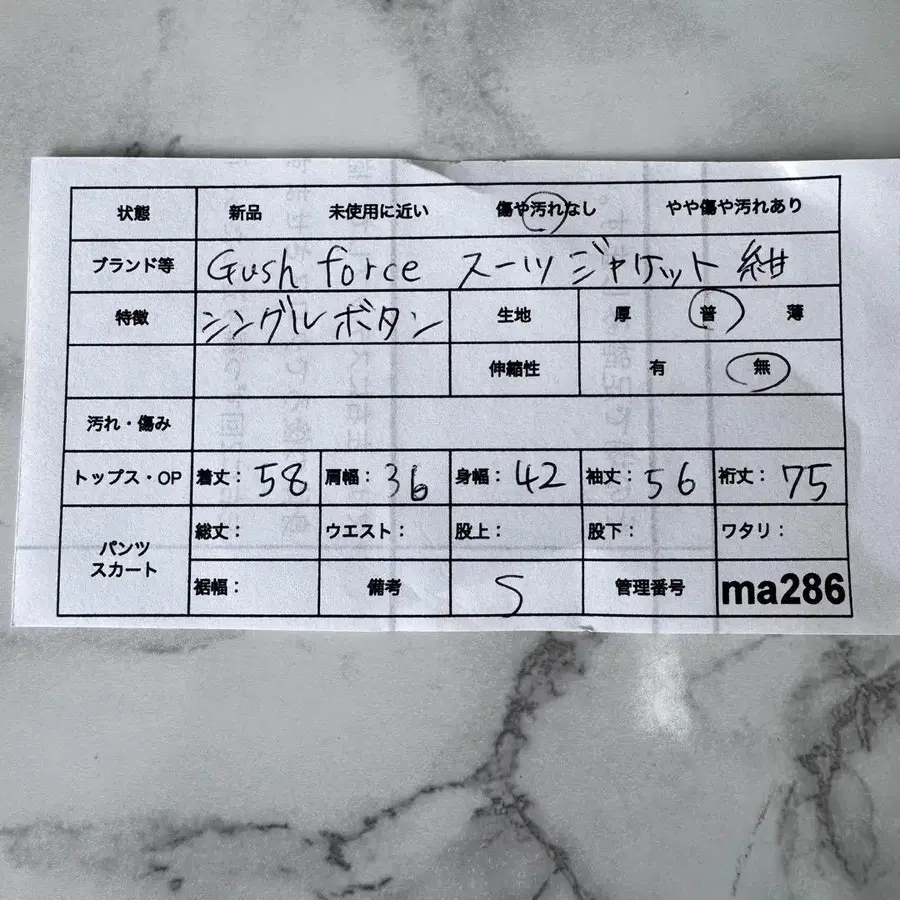 状態 新品 未使用に近い 傷や汚れなし やや傷や汚れあり
ブランド等 Gush force スーツジャケット 紺
特徴 シングルボタン 生地 厚 普 薄
伸縮性 有 無
汚れ・傷み
トップス・OP 着丈：58 肩幅：36 身幅：42 袖丈：56 裄丈：75
パンツ スカート 総丈： ウエスト： 股上： 股下： ワタリ：
裾幅： 備考 S 管理番号 ma286